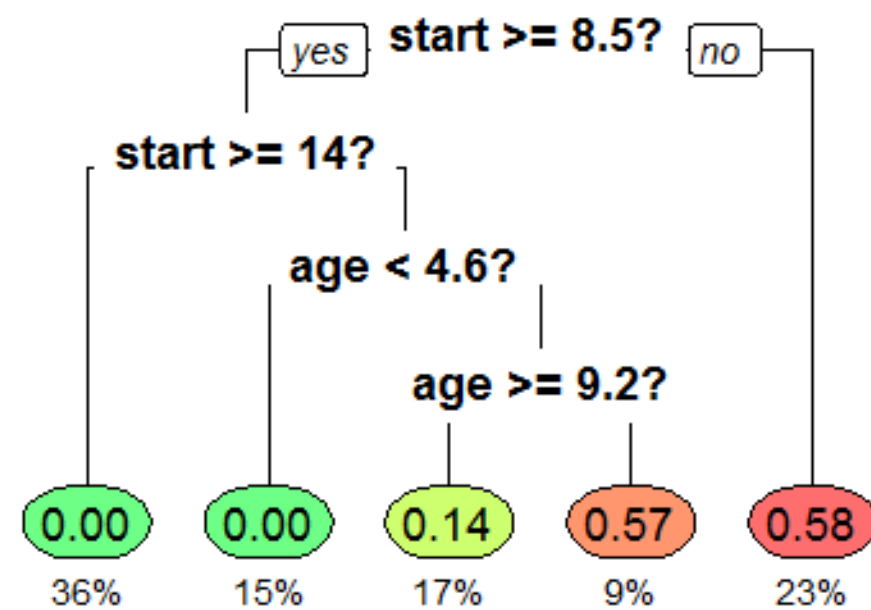 yes start >= 8.5? no
start >= 14?
age < 4.6?
age >= 9.2?
0.00 0.00 0.14 0.57 0.58
36% 15% 17% 9% 23%